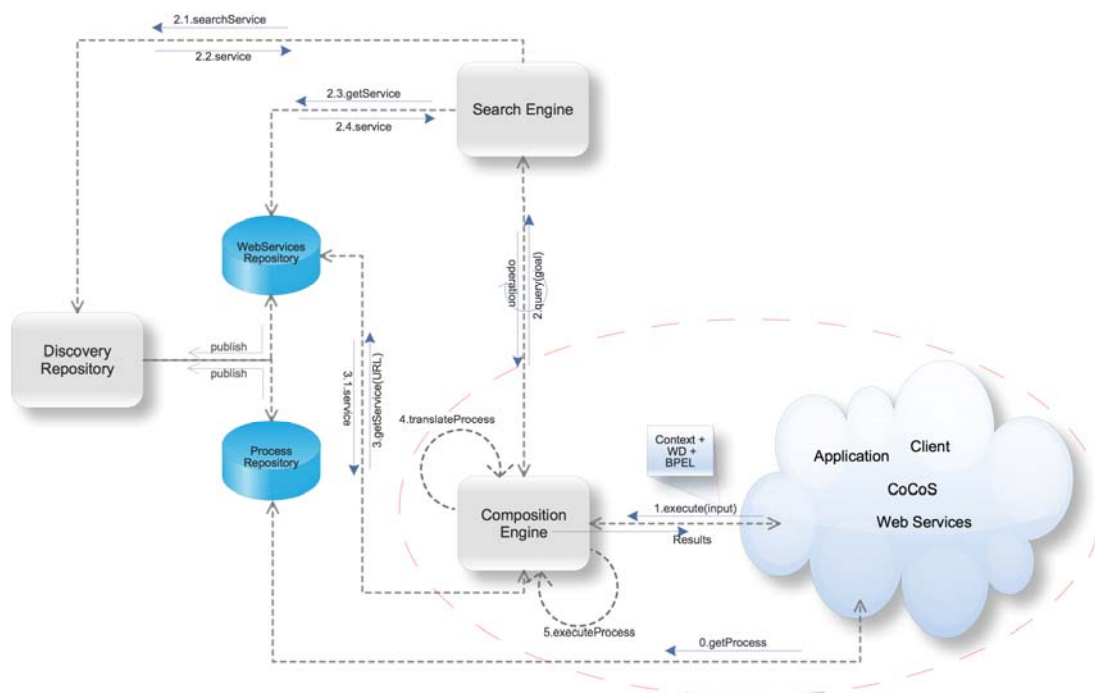 2.1.searchService
2.2.service
2.3.getService
2.4.service
Search Engine
WebServices
Repository
operation
2.query(goal)
Discovery
Repository
publish
publish
3.1.service
3.getService(URL)
4.translateProcess
Process
Repository
Context +
WD +
BPEL
Application
Client
CoCoS
Web Services
Composition
Engine
1.execute(input)
Results
5.executeProcess
0.getProcess